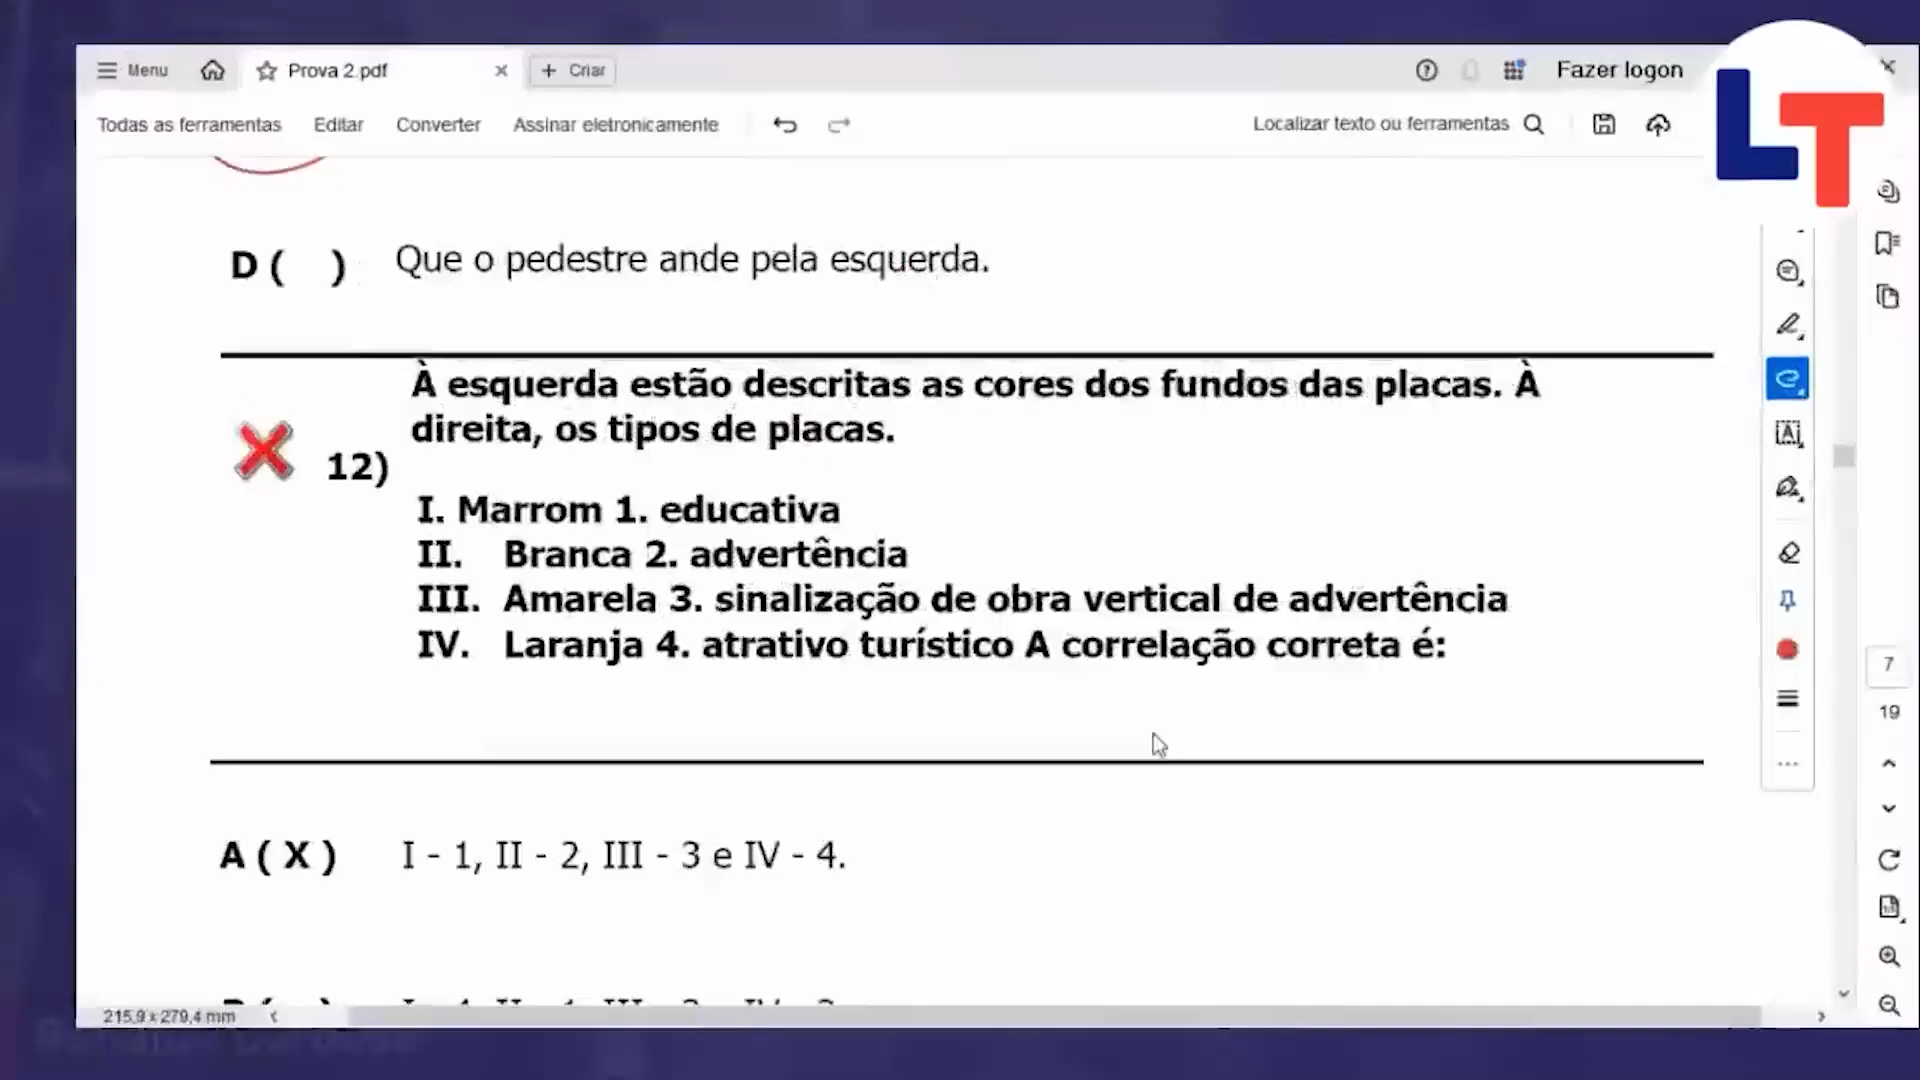 Menu
Prova 2.pdf
Criar
Fazer logon
LT
Todas as ferramentas
Editar
Converter
Assinar eletronicamente
Localizar texto ou ferramentas
D ( ) Que o pedestre ande pela esquerda.
12)
À esquerda estão descritas as cores dos fundos das placas. À
direita, os tipos de placas.
I. Marrom 1. educativa
II. Branca 2. advertência
III. Amarela 3. sinalização de obra vertical de advertência
IV. Laranja 4. atrativo turístico A correlação correta é:
A ( X ) I - 1, II - 2, III - 3 e IV - 4.
7
19
215,9 x 279,4 mm